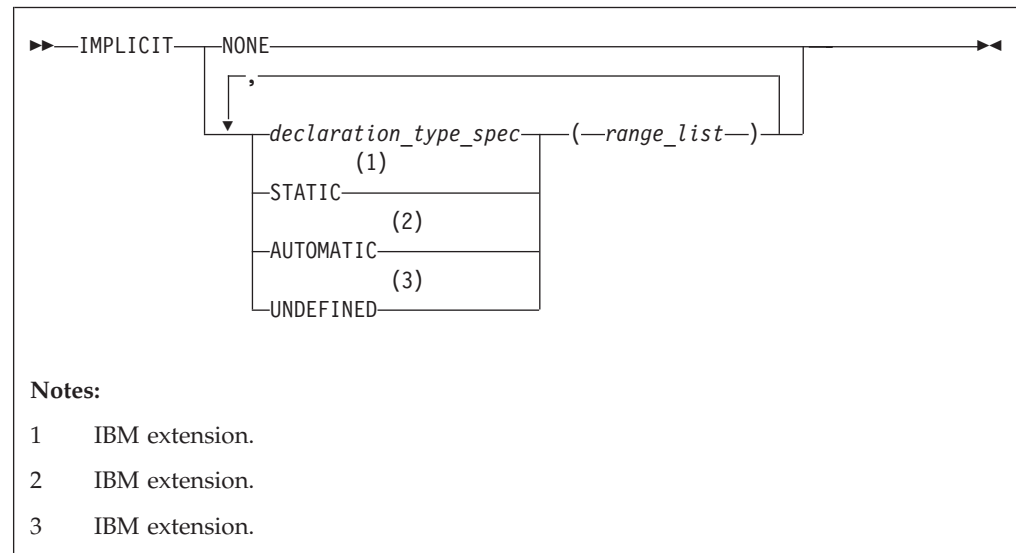 IMPLICIT NONE
,
declaration_type_spec ( range_list )
(1)
STATIC
(2)
AUTOMATIC
(3)
UNDEFINED
Notes:
1 IBM extension.
2 IBM extension.
3 IBM extension.